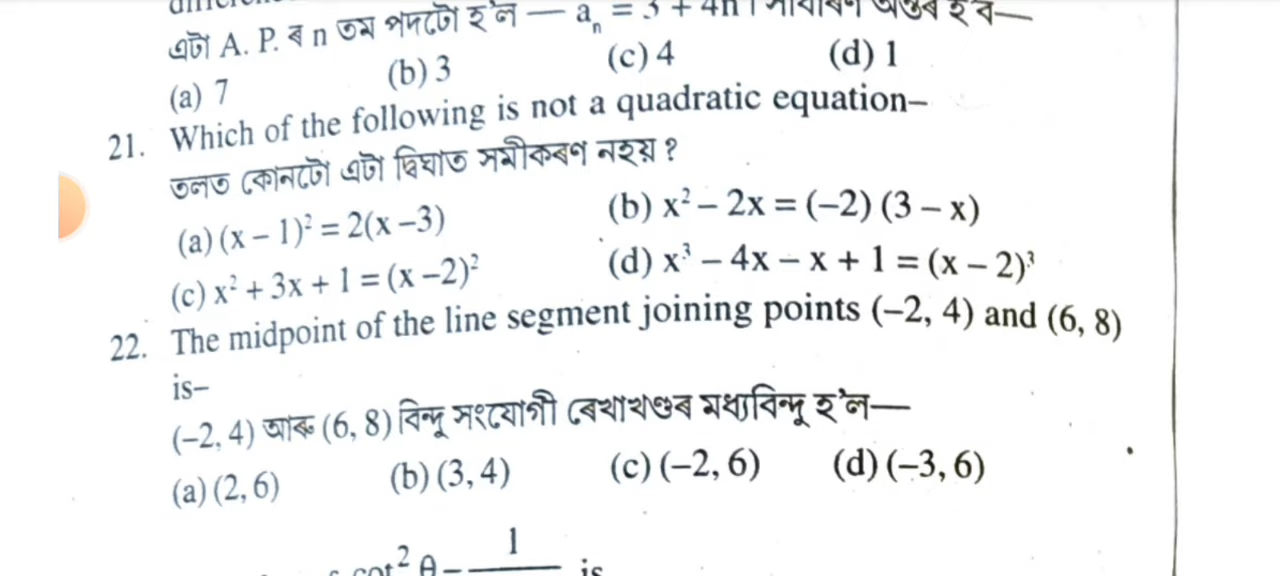 এটা A. P. ৰ n তম পদটো হ'ল — aₙ = 3 + 4n । সাধাৰণ অন্তৰ হ'ব—
(a) 7 (b) 3 (c) 4 (d) 1
21. Which of the following is not a quadratic equation–
তলত কোনটো এটা দ্বিঘাত সমীকৰণ নহয় ?
(a) (x – 1)² = 2(x –3) (b) x² – 2x = (–2) (3 – x)
(c) x² + 3x + 1 = (x –2)² (d) x³ – 4x – x + 1 = (x – 2)³
22. The midpoint of the line segment joining points (–2, 4) and (6, 8)
is–
(–2, 4) আৰু (6, 8) বিন্দু সংযোগী ৰেখাখণ্ডৰ মধ্যবিন্দু হ'ল—
(a) (2, 6) (b) (3, 4) (c) (–2, 6) (d) (–3, 6)
cot² θ – 1 is